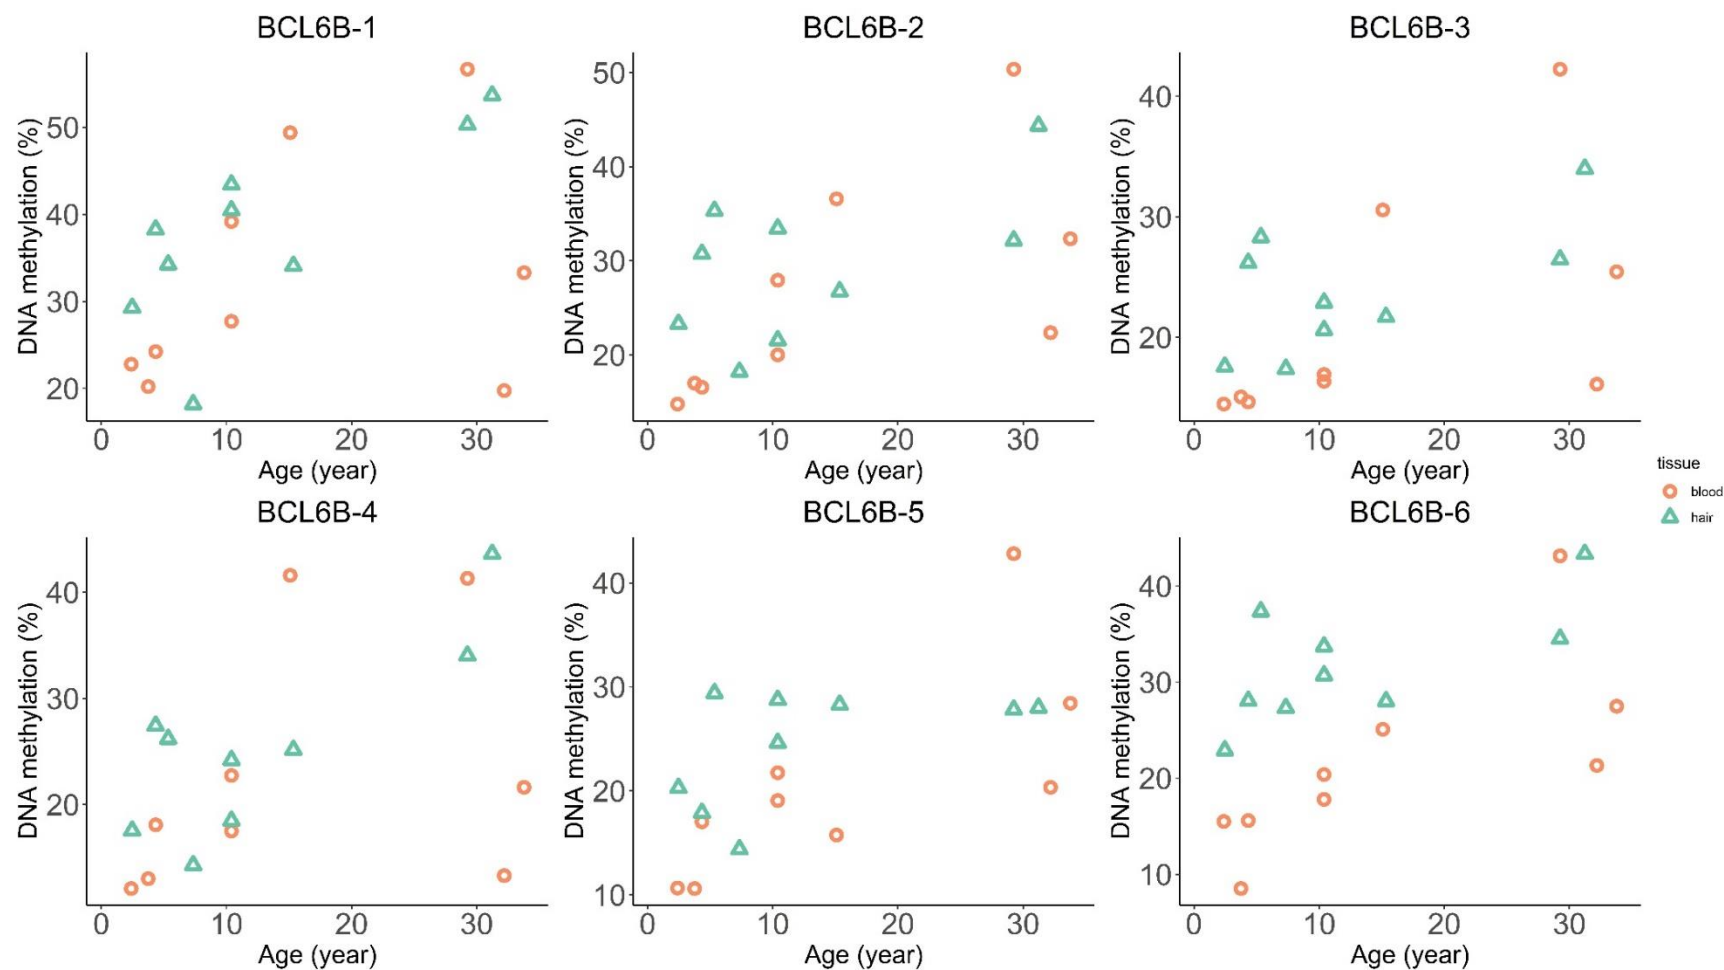 BCL6B-1
BCL6B-2
BCL6B-3
DNA methylation (%)
50
40
30
20
0
10
20
30
Age (year)
DNA methylation (%)
50
40
30
20
0
10
20
30
Age (year)
DNA methylation (%)
40
30
20
0
10
20
30
Age (year)
tissue
blood
hair
BCL6B-4
BCL6B-5
BCL6B-6
DNA methylation (%)
40
30
20
0
10
20
30
Age (year)
DNA methylation (%)
40
30
20
10
0
10
20
30
Age (year)
DNA methylation (%)
40
30
20
10
0
10
20
30
Age (year)